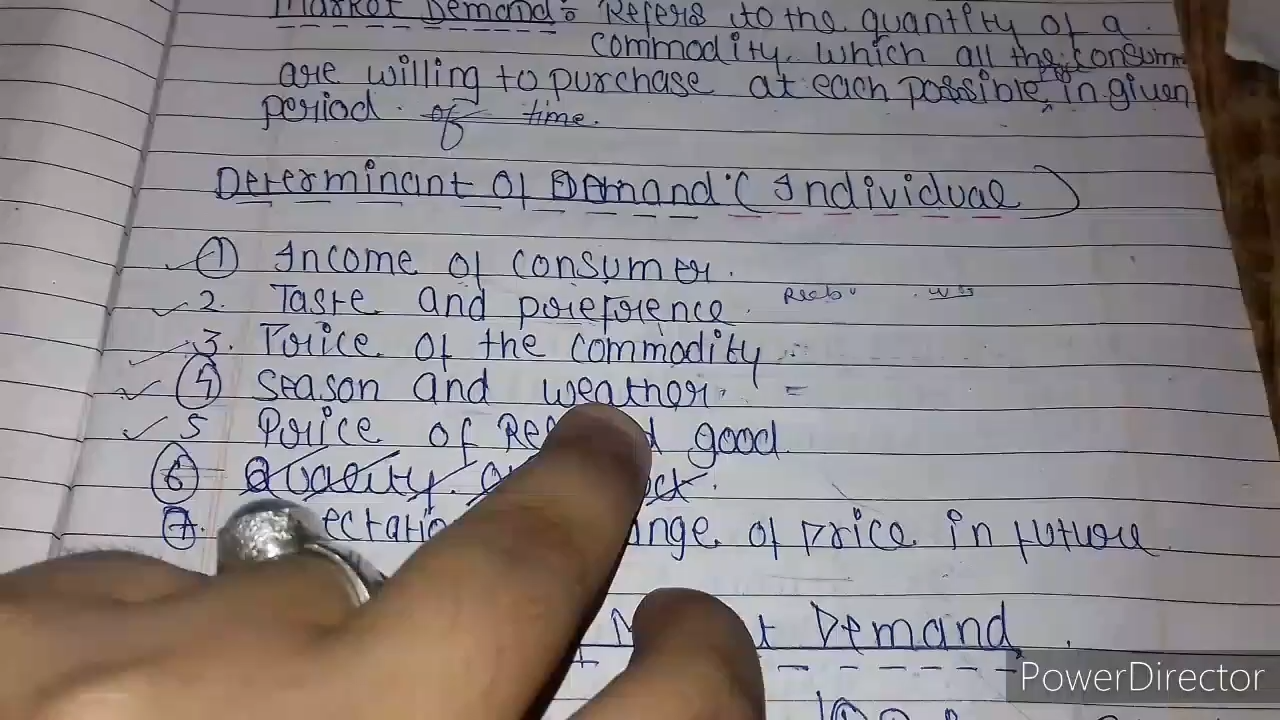 Market Demand:- Refers to the quantity of a
commodity, which all the consum
are willing to purchase at each possible in given
period of time.
Determinant of Demand (Individual)
① Income of consumer.
2. Taste and preference
3. Price of the commodity
④ Season and weather.
5 Price of good
⑥ Quality
7. of price in future
Demand
PowerDirector